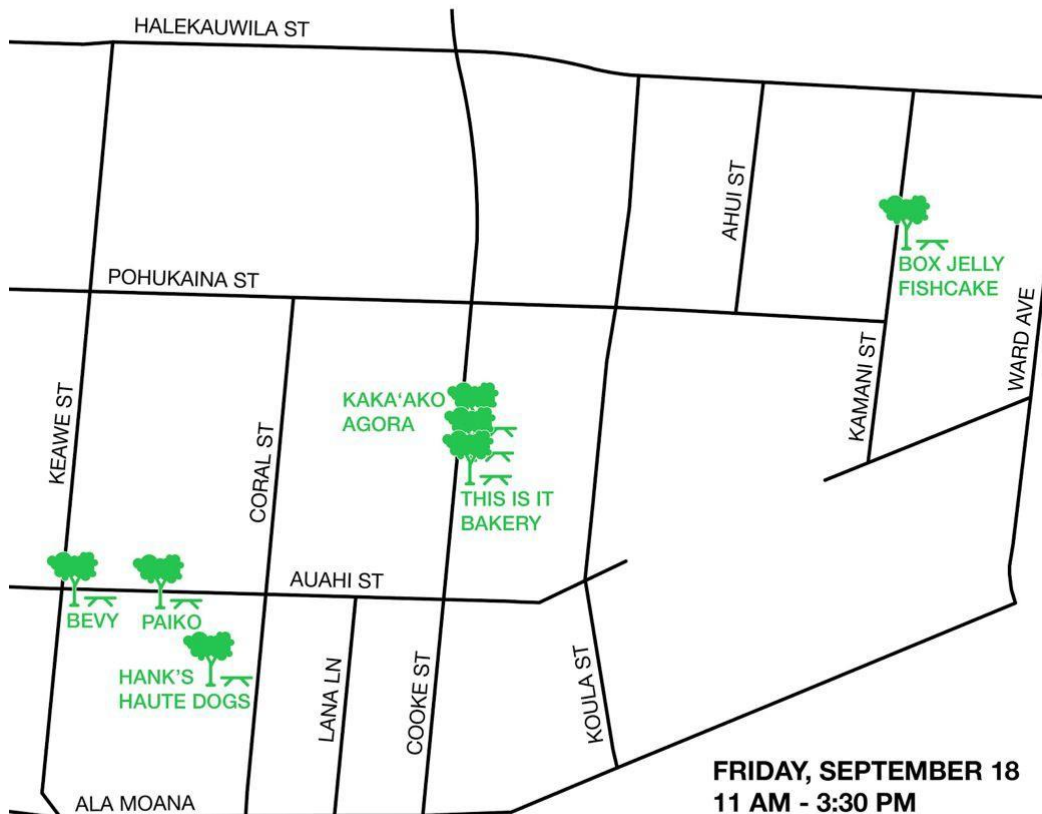 HALEKAUWILA ST
AHUI ST
BOX JELLY
FISHCAKE
POHUKAINA ST
WARD AVE
KAMANI ST
KEAWE ST
KAKAʻAKO
AGORA
CORAL ST
THIS IS IT
BAKERY
AUAHI ST
BEVY
PAIKO
HANK'S
HAUTE DOGS
LANA LN
COOKE ST
KOULA ST
ALA MOANA
FRIDAY, SEPTEMBER 18
11 AM - 3:30 PM